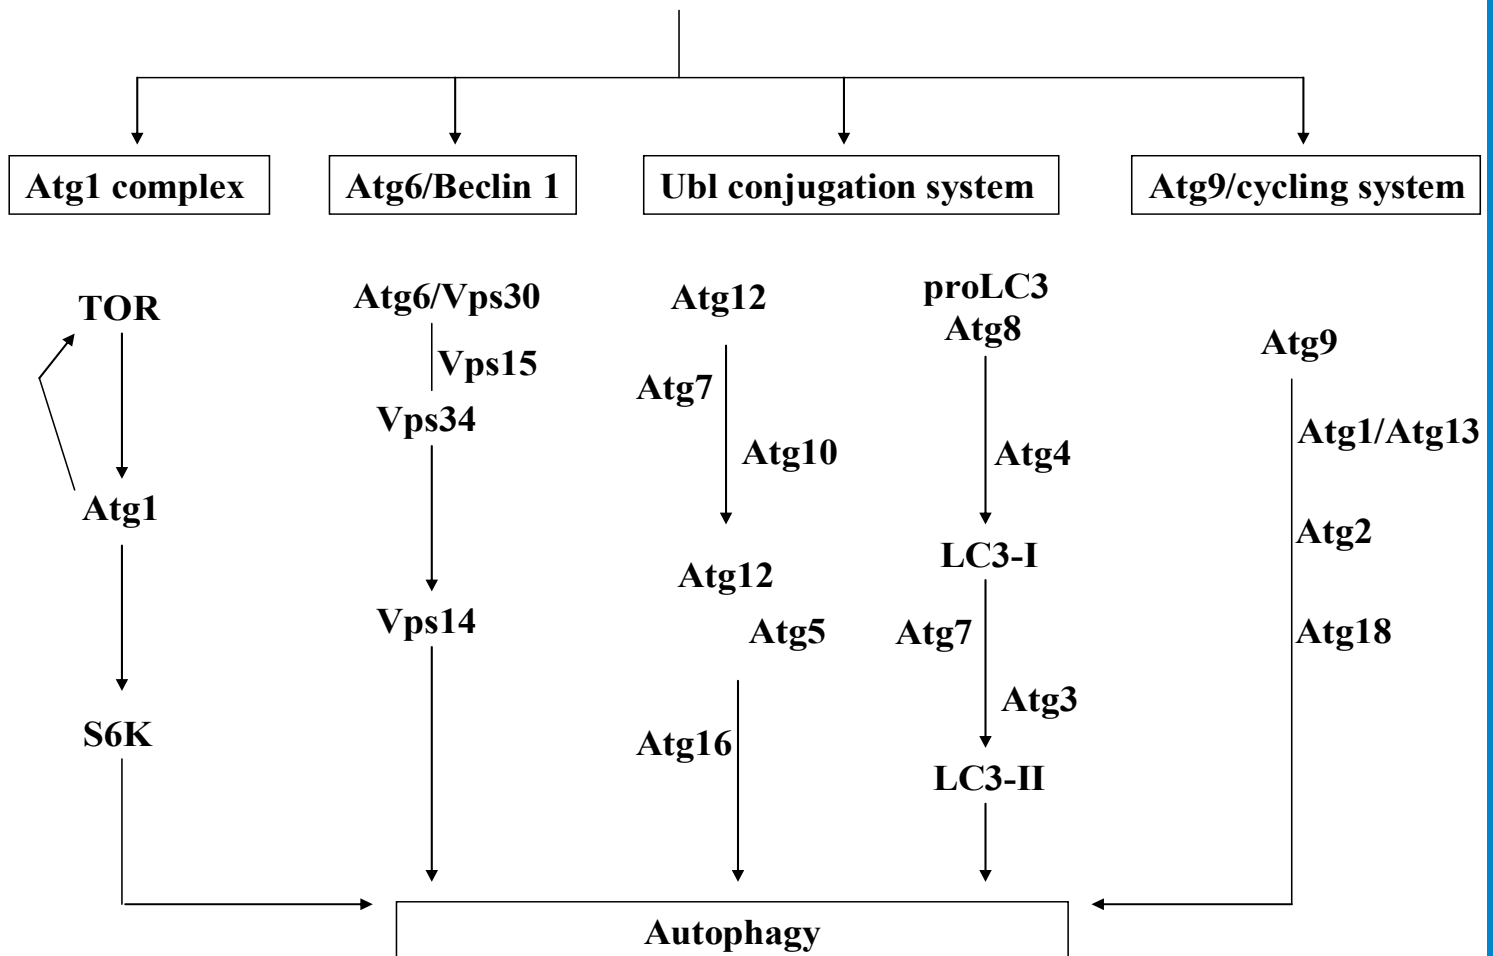 Atg1 complex
Atg6/Beclin 1
Ubl conjugation system
Atg9/cycling system
TOR
Atg1
S6K
Atg6/Vps30
Vps15
Vps34
Vps14
Atg12
Atg7
Atg10
Atg12
Atg5
Atg16
proLC3
Atg8
Atg4
LC3-I
Atg7
Atg3
LC3-II
Atg9
Atg1/Atg13
Atg2
Atg18
Autophagy